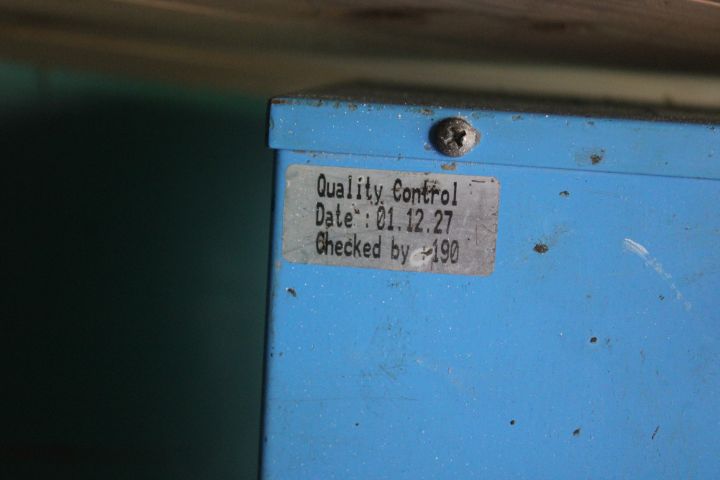 Quality Control
Date : 01.12.27
Checked by : 190